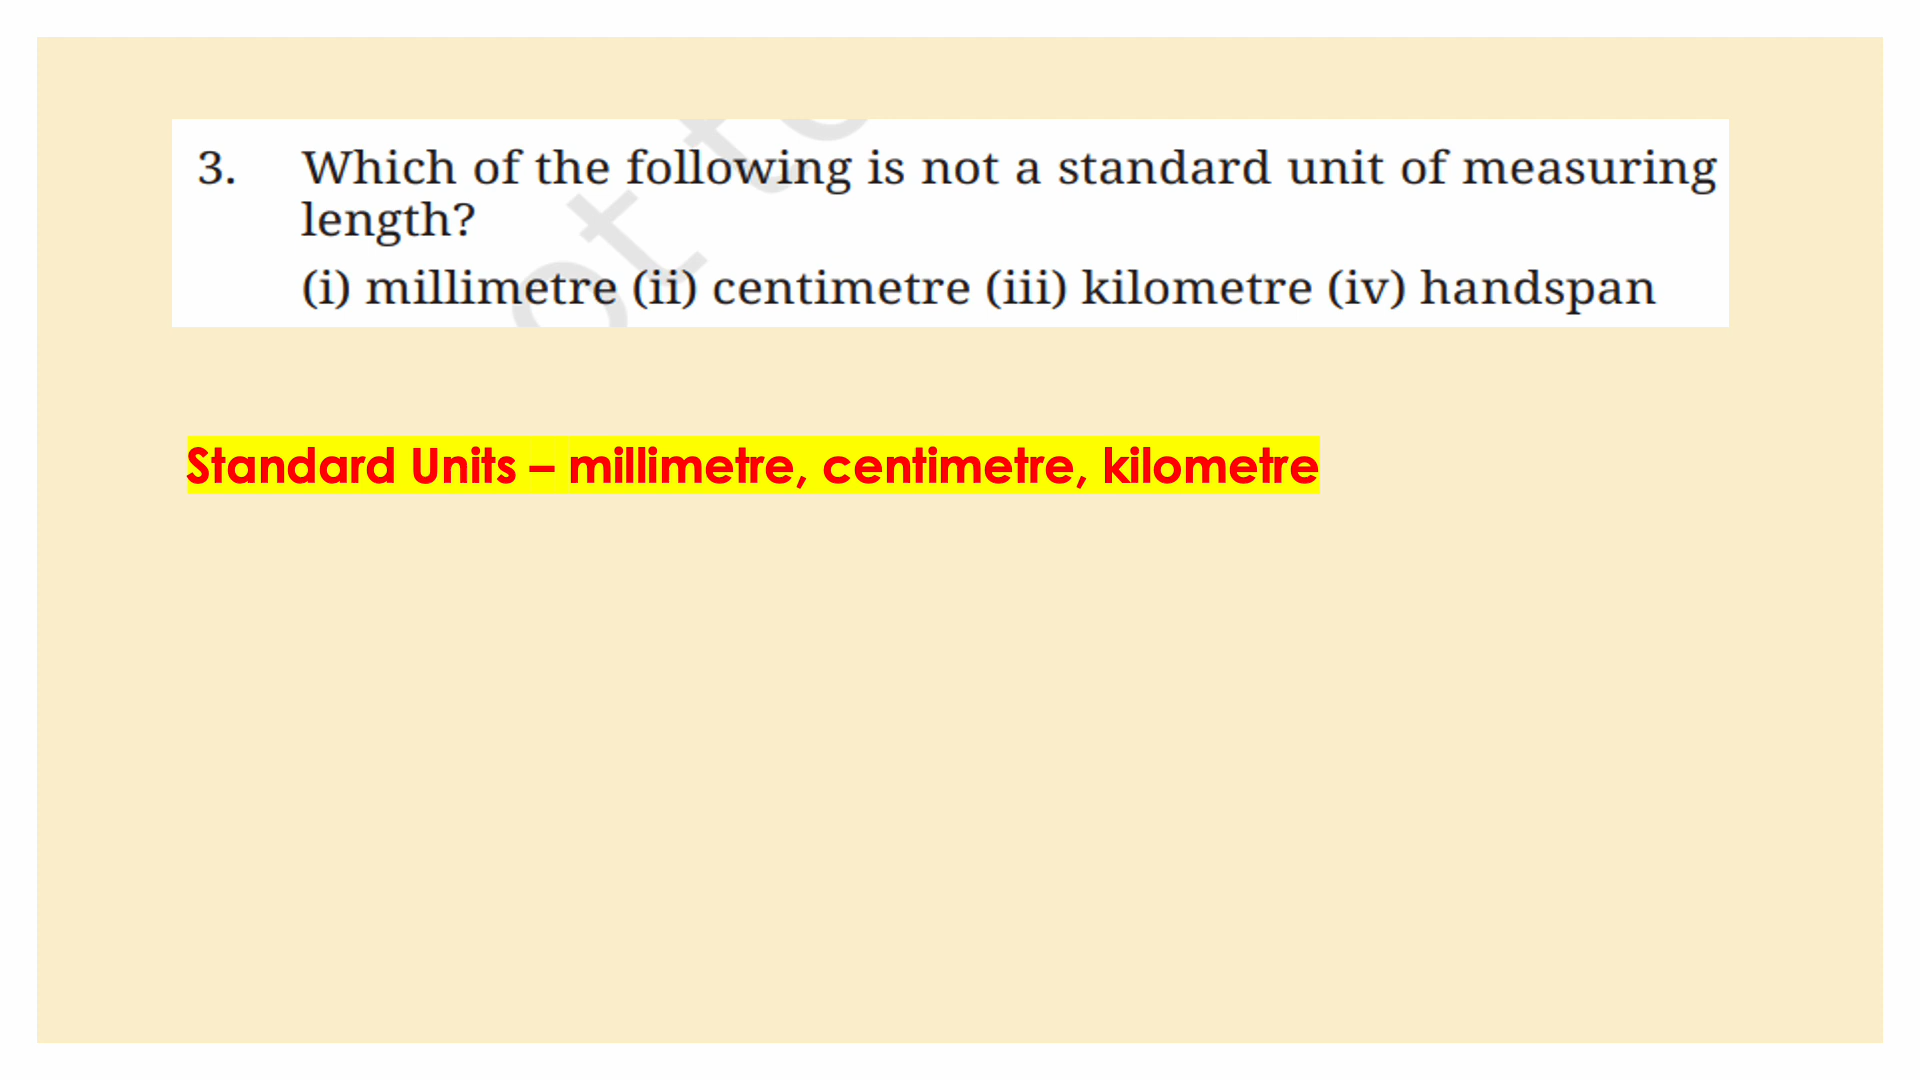 3. Which of the following is not a standard unit of measuring
length?
(i) millimetre (ii) centimetre (iii) kilometre (iv) handspan
Standard Units – millimetre, centimetre, kilometre